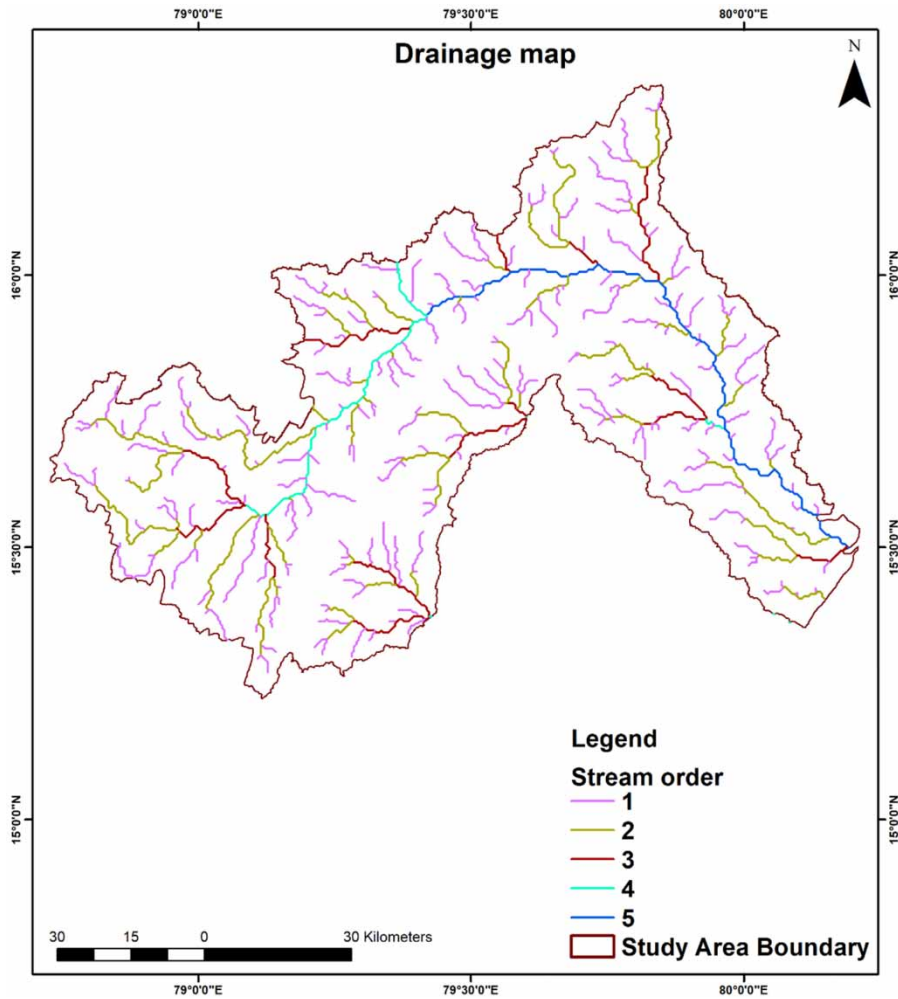 79°0'0"E 79°30'0"E 80°0'0"E
Drainage map
N
16°0'0"N 16°0'0"N
15°30'0"N 15°30'0"N
15°0'0"N 15°0'0"N
Legend
Stream order
1
2
3
4
5
Study Area Boundary
30 15 0 30 Kilometers
79°0'0"E 79°30'0"E 80°0'0"E